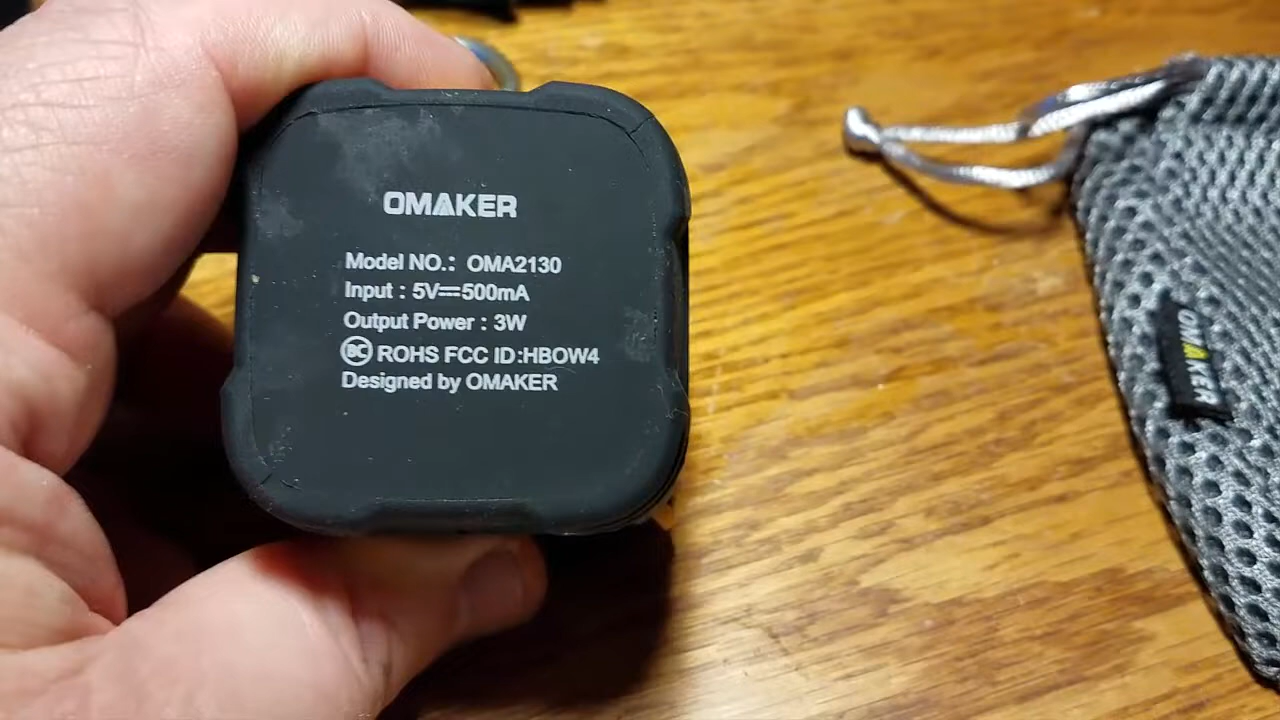 OMAKER
Model NO.: OMA2130
Input : 5V⎓500mA
Output Power : 3W
BC ROHS FCC ID:HBOW4
Designed by OMAKER
OMAKER